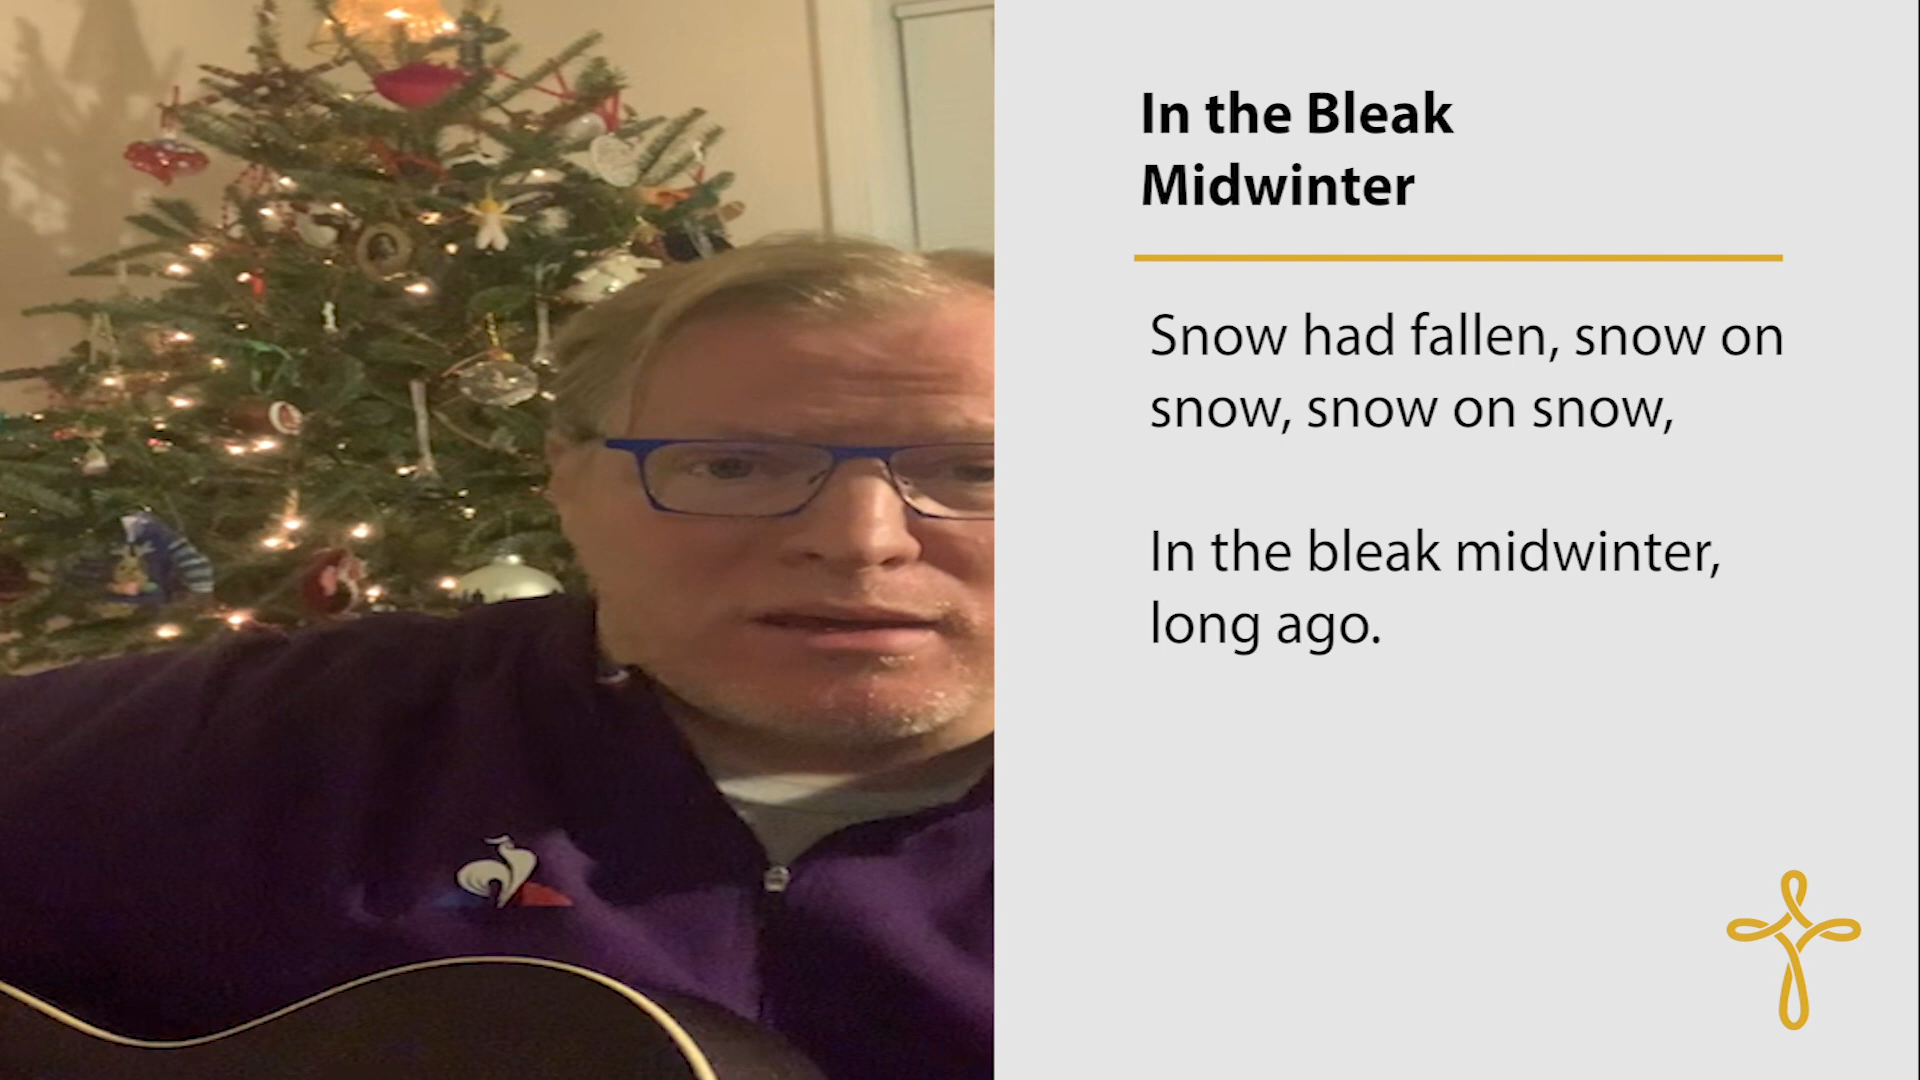 In the Bleak
Midwinter
Snow had fallen, snow on
snow, snow on snow,
In the bleak midwinter,
long ago.